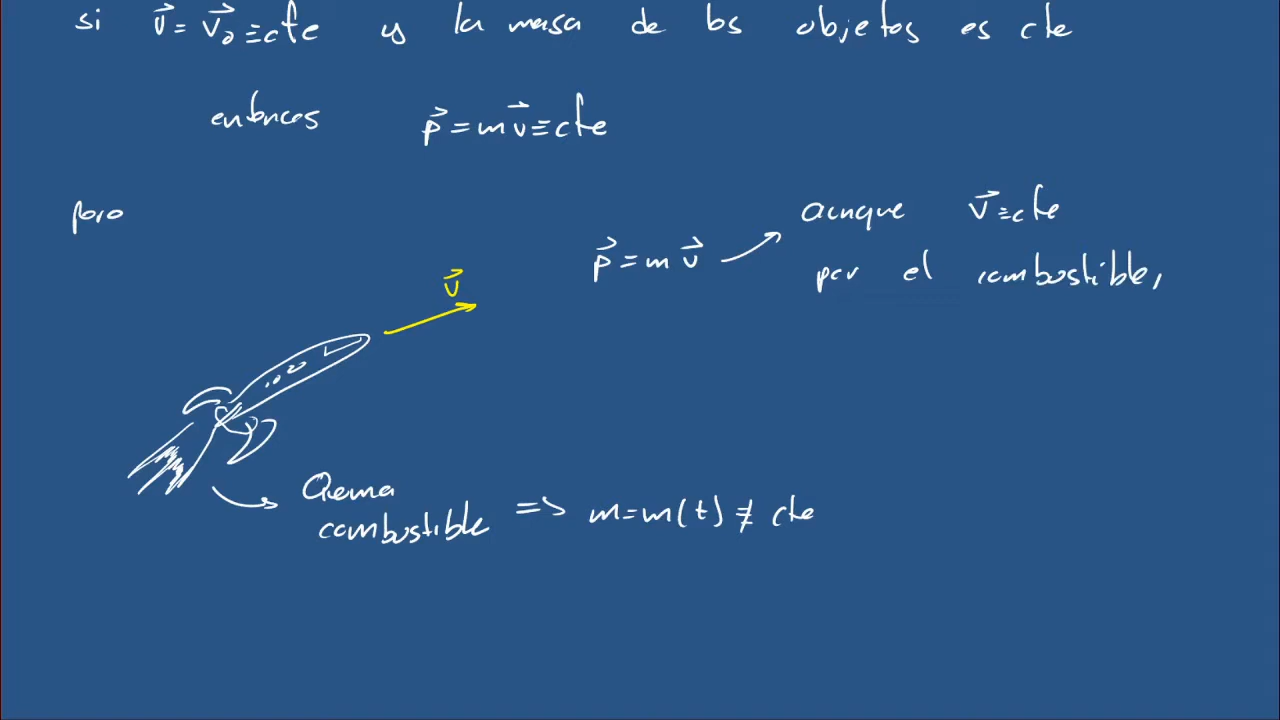 si v⃗ = v⃗₀ ≡ cte y la masa de los objetos es cte
entonces p⃗ = m v⃗ ≡ cte
pero
aunque v⃗ ≡ cte
p⃗ = m v⃗
por el combustible,
v⃗
Quema
combustible => m = m(t) ≠ cte